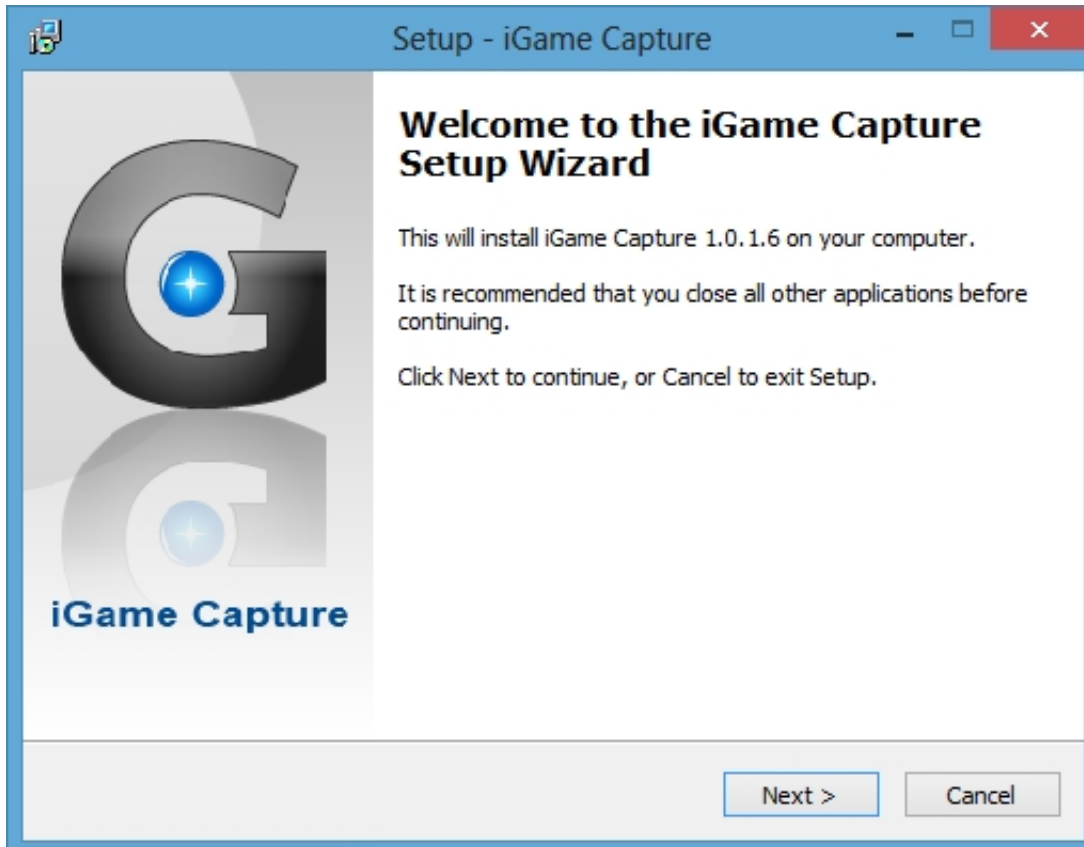 Setup - iGame Capture
Welcome to the iGame Capture
Setup Wizard
This will install iGame Capture 1.0.1.6 on your computer.
It is recommended that you close all other applications before
continuing.
Click Next to continue, or Cancel to exit Setup.
G
iGame Capture
Next >
Cancel